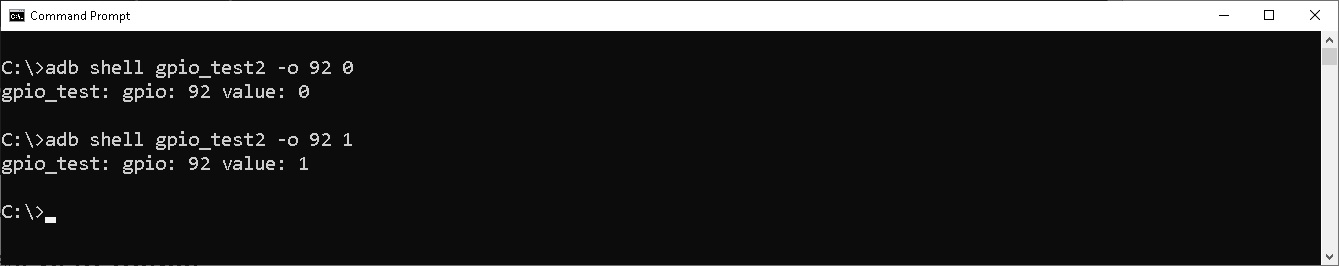 Command Prompt
C:\>adb shell gpio_test2 -o 92 0
gpio_test: gpio: 92 value: 0
C:\>adb shell gpio_test2 -o 92 1
gpio_test: gpio: 92 value: 1
C:\>